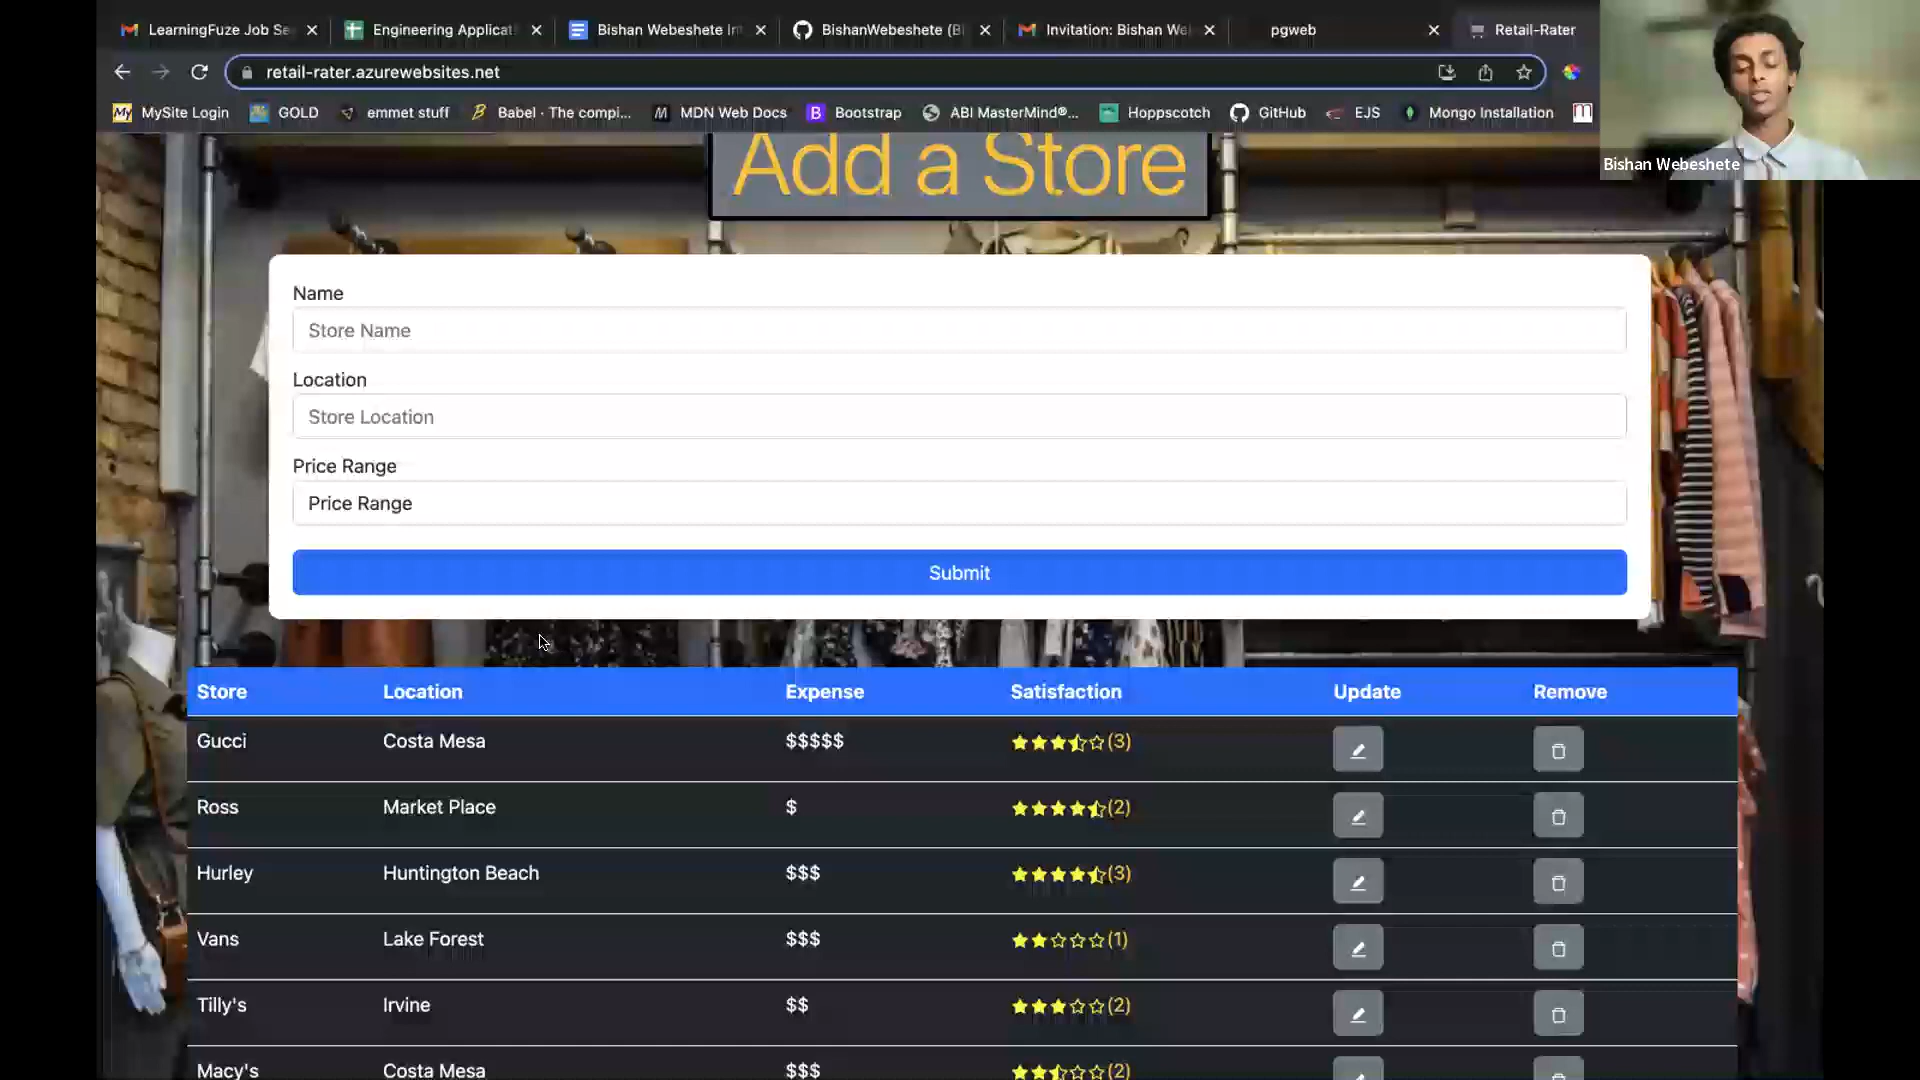 LearningFuze Job Se
Engineering Applicat
Bishan Webeshete In
BishanWebeshete (Bi
Invitation: Bishan We
pgweb
Retail-Rater
retail-rater.azurewebsites.net
MySite Login
GOLD
emmet stuff
Babel · The compi...
MDN Web Docs
Bootstrap
ABI MasterMind®...
Hoppscotch
GitHub
EJS
Mongo Installation
Bishan Webeshete
Add a Store
Name
Store Name
Location
Store Location
Price Range
Price Range
Submit
Store Location Expense Satisfaction Update Remove
Gucci Costa Mesa $$$$$ (3)
Ross Market Place $ (2)
Hurley Huntington Beach $$$ (3)
Vans Lake Forest $$$ (1)
Tilly's Irvine $$ (2)
Macy's Costa Mesa $$$ (2)